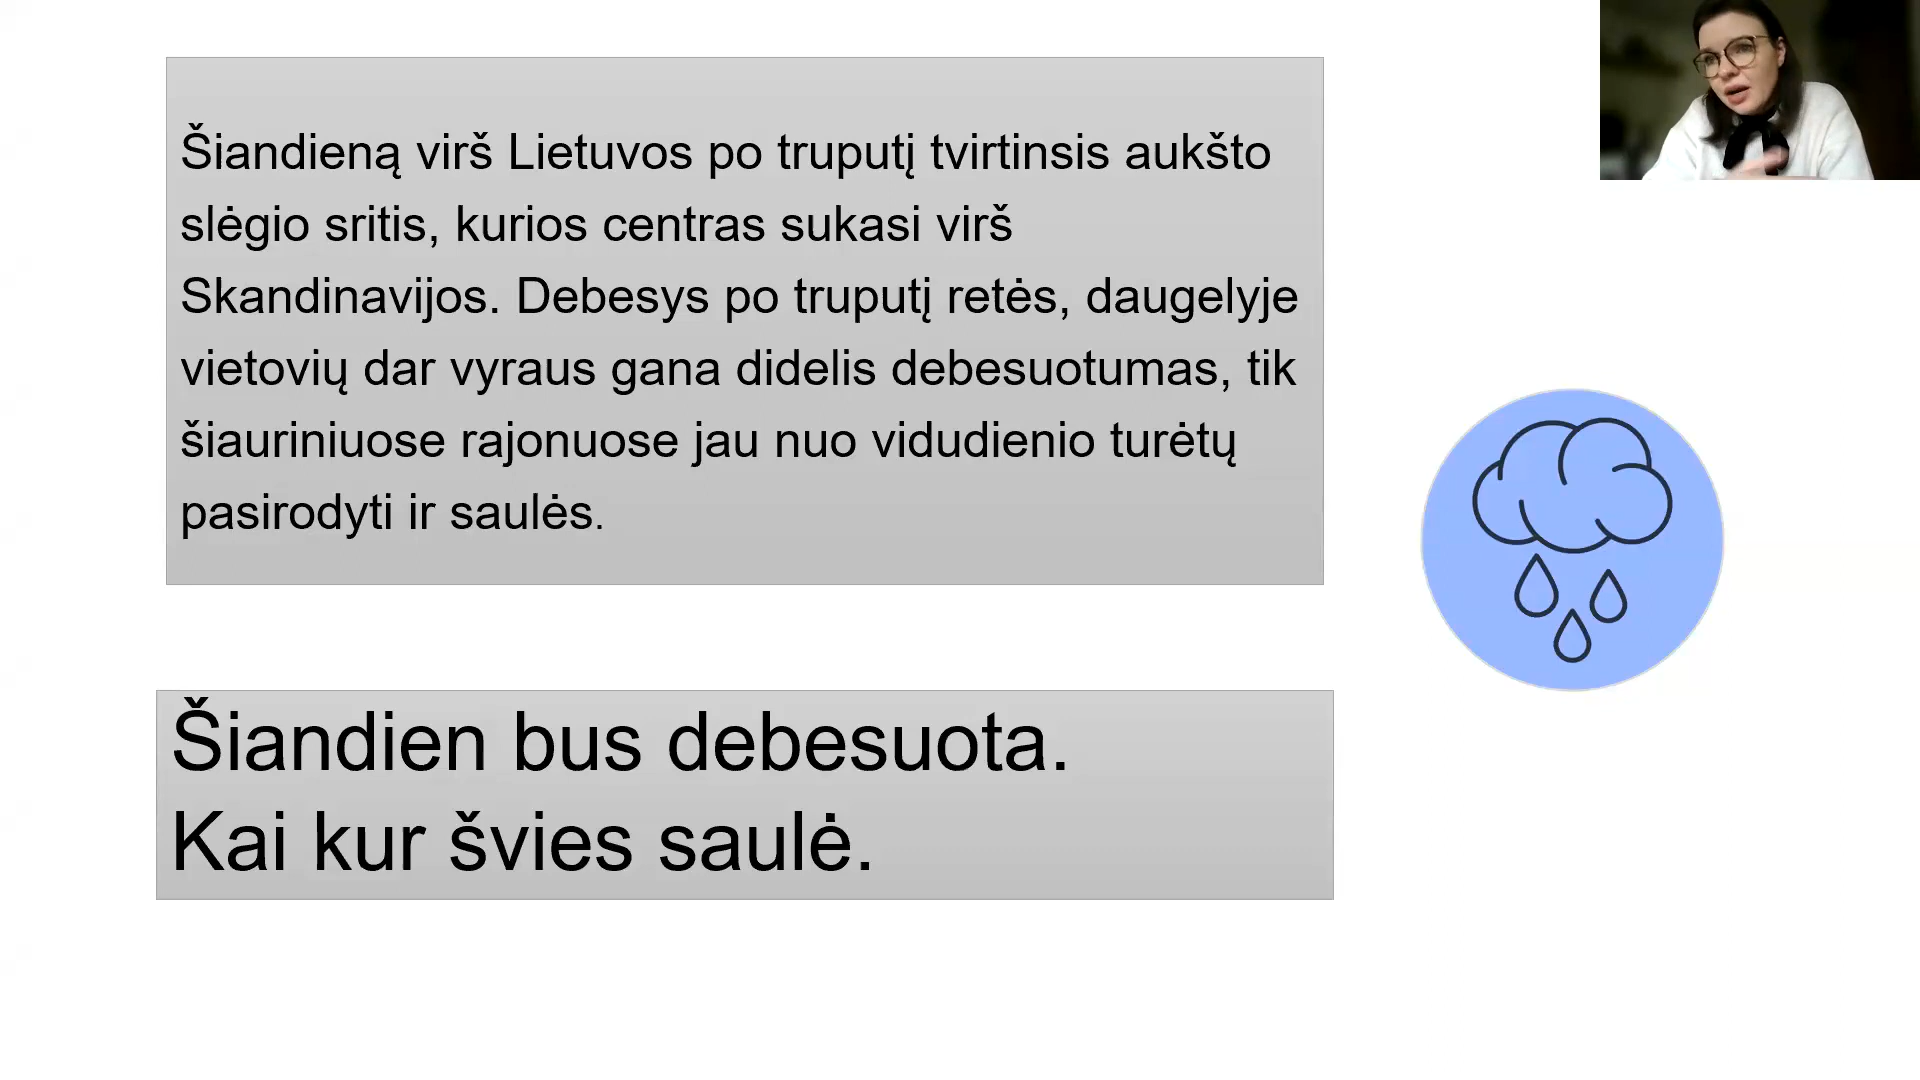 Šiandieną virš Lietuvos po truputį tvirtinsis aukšto
slėgio sritis, kurios centras sukasi virš
Skandinavijos. Debesys po truputį retės, daugelyje
vietovių dar vyraus gana didelis debesuotumas, tik
šiauriniuose rajonuose jau nuo vidudienio turėtų
pasirodyti ir saulės.
Šiandien bus debesuota.
Kai kur švies saulė.